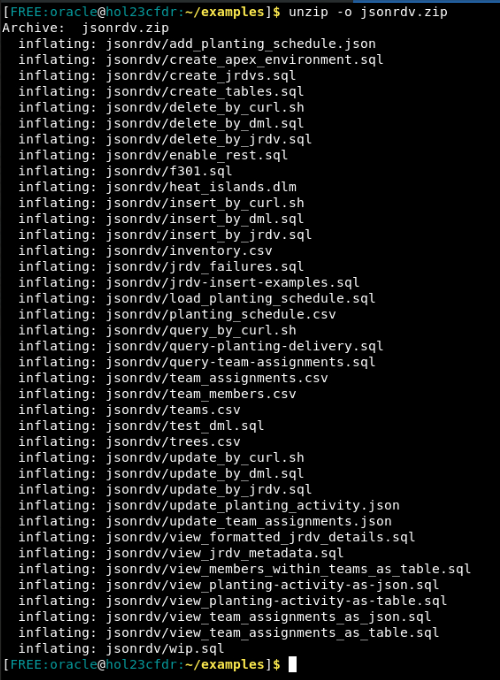 [FREE:oracle@hol23cfdr:~/examples]$ unzip -o jsonrdv.zip
Archive:  jsonrdv.zip
  inflating: jsonrdv/add_planting_schedule.json
  inflating: jsonrdv/create_apex_environment.sql
  inflating: jsonrdv/create_jrdvs.sql
  inflating: jsonrdv/create_tables.sql
  inflating: jsonrdv/delete_by_curl.sh
  inflating: jsonrdv/delete_by_dml.sql
  inflating: jsonrdv/delete_by_jrdv.sql
  inflating: jsonrdv/enable_rest.sql
  inflating: jsonrdv/f301.sql
  inflating: jsonrdv/heat_islands.dlm
  inflating: jsonrdv/insert_by_curl.sh
  inflating: jsonrdv/insert_by_dml.sql
  inflating: jsonrdv/insert_by_jrdv.sql
  inflating: jsonrdv/inventory.csv
  inflating: jsonrdv/jrdv_failures.sql
  inflating: jsonrdv/jrdv-insert-examples.sql
  inflating: jsonrdv/load_planting_schedule.sql
  inflating: jsonrdv/planting_schedule.csv
  inflating: jsonrdv/query_by_curl.sh
  inflating: jsonrdv/query-planting-delivery.sql
  inflating: jsonrdv/query-team-assignments.sql
  inflating: jsonrdv/team_assignments.csv
  inflating: jsonrdv/team_members.csv
  inflating: jsonrdv/teams.csv
  inflating: jsonrdv/test_dml.sql
  inflating: jsonrdv/trees.csv
  inflating: jsonrdv/update_by_curl.sh
  inflating: jsonrdv/update_by_dml.sql
  inflating: jsonrdv/update_by_jrdv.sql
  inflating: jsonrdv/update_planting_activity.json
  inflating: jsonrdv/update_team_assignments.json
  inflating: jsonrdv/view_formatted_jrdv_details.sql
  inflating: jsonrdv/view_jrdv_metadata.sql
  inflating: jsonrdv/view_members_within_teams_as_table.sql
  inflating: jsonrdv/view_planting-activity-as-json.sql
  inflating: jsonrdv/view_planting-activity-as-table.sql
  inflating: jsonrdv/view_team_assignments_as_json.sql
  inflating: jsonrdv/view_team_assignments_as_table.sql
  inflating: jsonrdv/wip.sql
[FREE:oracle@hol23cfdr:~/examples]$